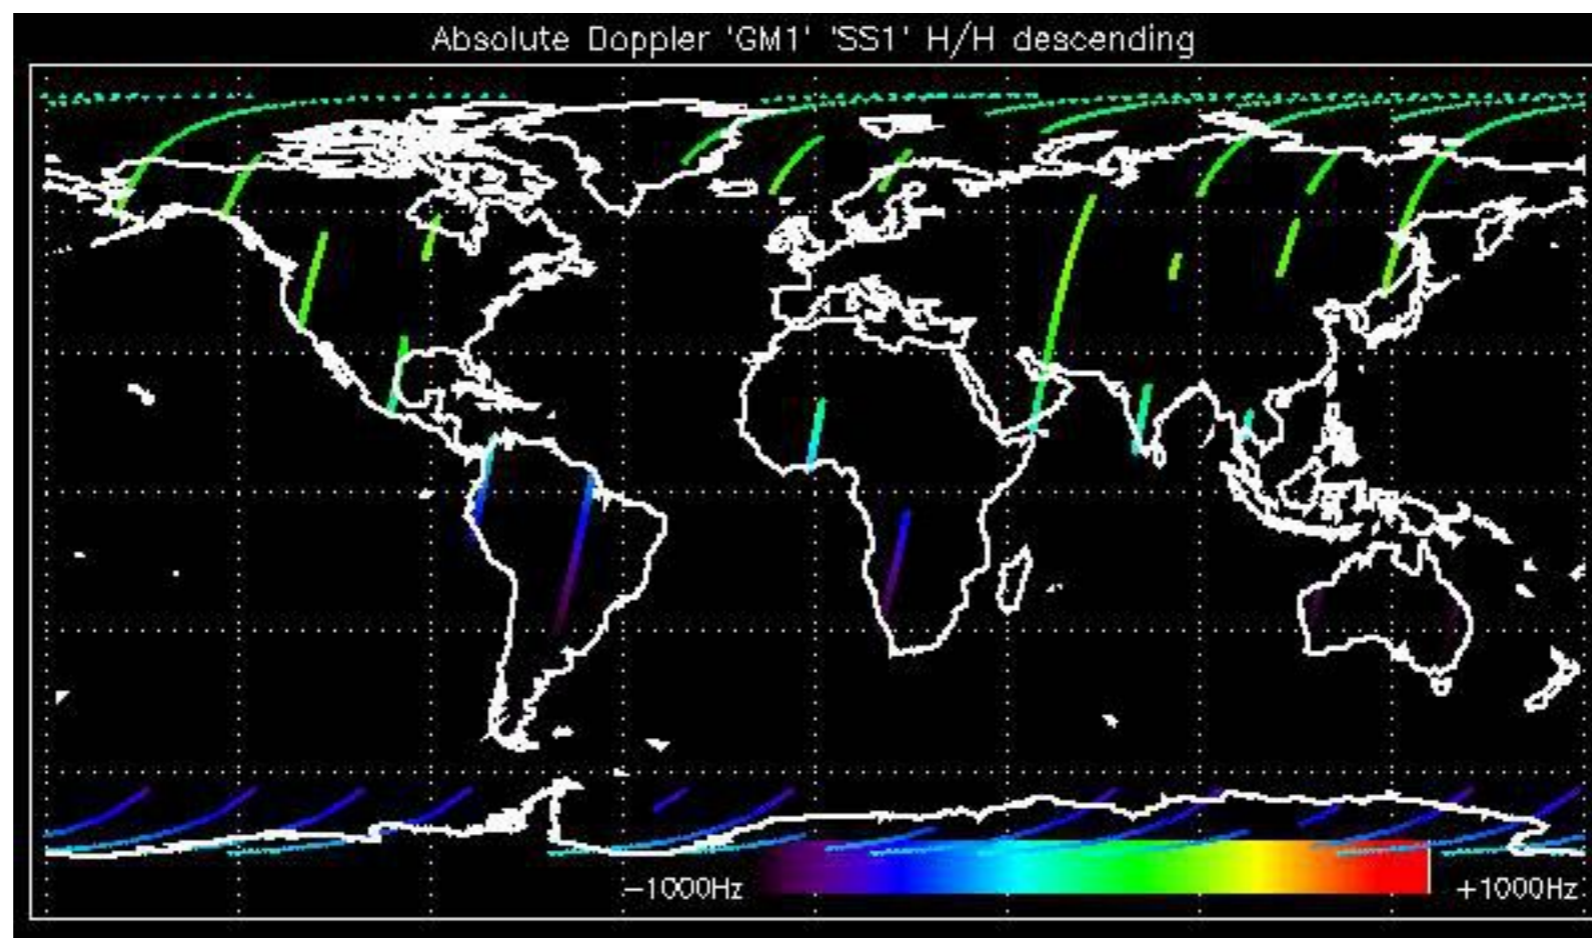 Absolute Doppler 'GM1' 'SS1' H/H descending
-1000Hz
+1000Hz